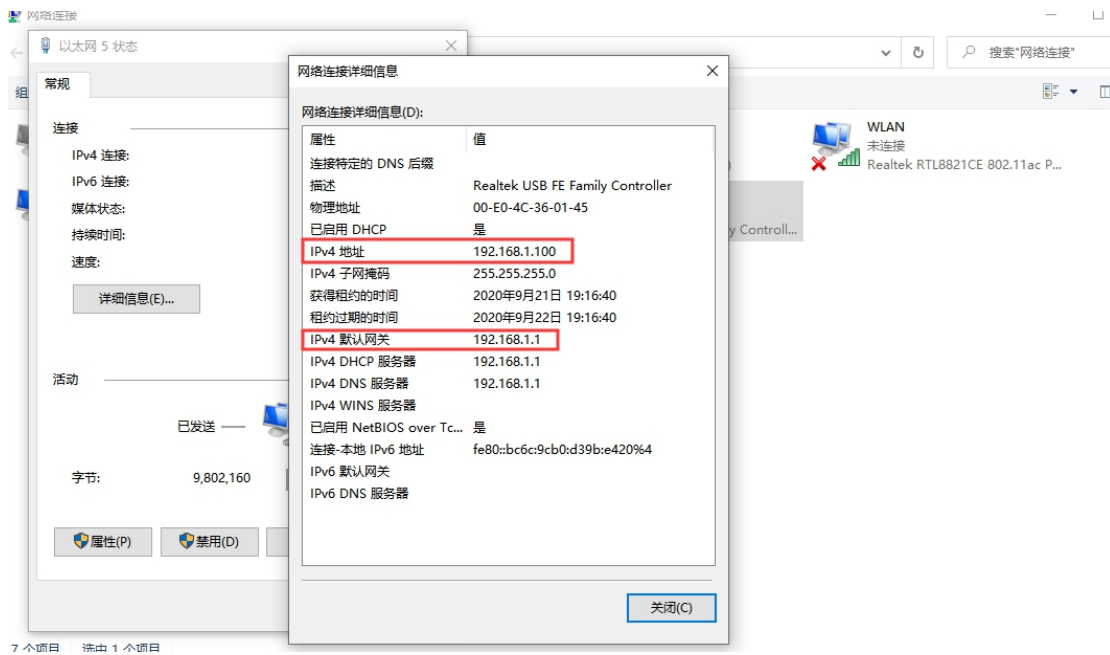 网络连接
以太网 5 状态
搜索"网络连接"
常规
连接
IPv4 连接:
IPv6 连接:
媒体状态:
持续时间:
速度:
详细信息(E)...
活动
已发送
字节:
9,802,160
属性(P)
禁用(D)
网络连接详细信息
网络连接详细信息(D):
属性 值
连接特定的 DNS 后缀
描述 Realtek USB FE Family Controller
物理地址 00-E0-4C-36-01-45
已启用 DHCP 是
IPv4 地址 192.168.1.100
IPv4 子网掩码 255.255.255.0
获得租约的时间 2020年9月21日 19:16:40
租约过期的时间 2020年9月22日 19:16:40
IPv4 默认网关 192.168.1.1
IPv4 DHCP 服务器 192.168.1.1
IPv4 DNS 服务器 192.168.1.1
IPv4 WINS 服务器
已启用 NetBIOS over Tc... 是
连接-本地 IPv6 地址 fe80::bc6c:9cb0:d39b:e420%4
IPv6 默认网关
IPv6 DNS 服务器
关闭(C)
组
WLAN
未连接
Realtek RTL8821CE 802.11ac P...
y Controll...
7 个项目 选中 1 个项目